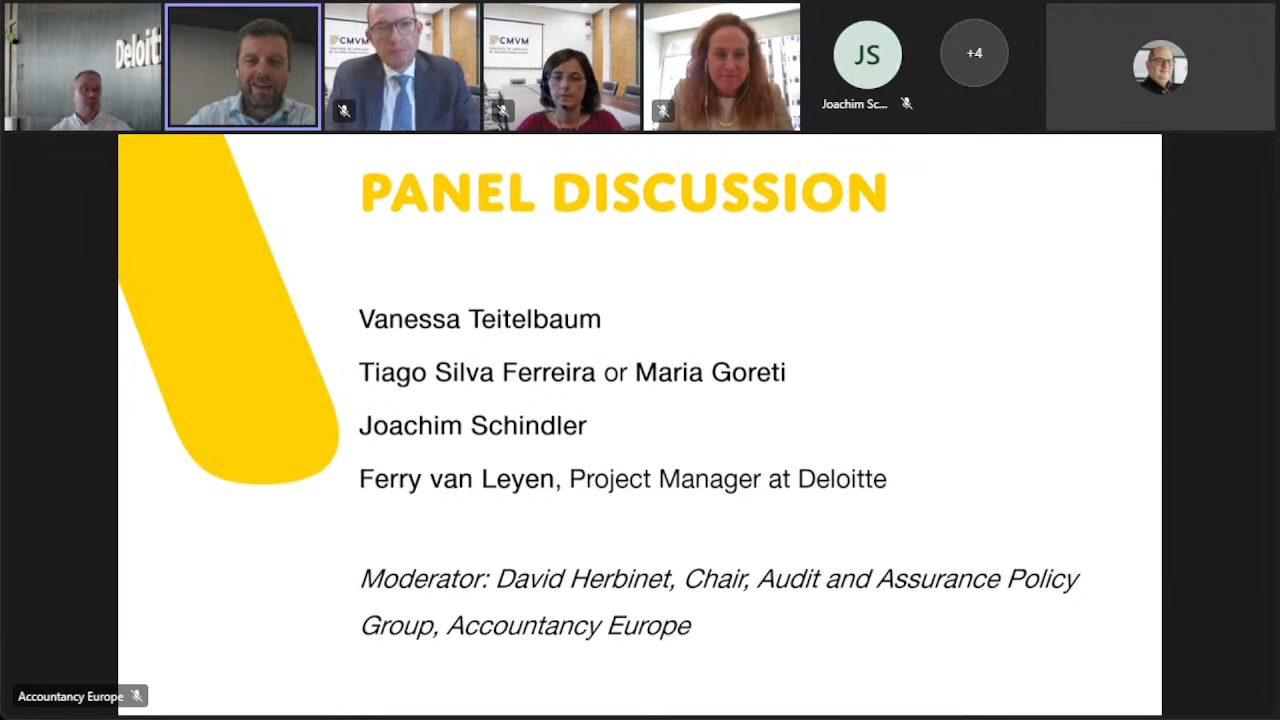 Deloit
CMVM
CMVM
JS
+4
Joachim Sc...
PANEL DISCUSSION
Vanessa Teitelbaum
Tiago Silva Ferreira or Maria Goreti
Joachim Schindler
Ferry van Leyen, Project Manager at Deloitte
Moderator: David Herbinet, Chair, Audit and Assurance Policy
Group, Accountancy Europe
Accountancy Europe